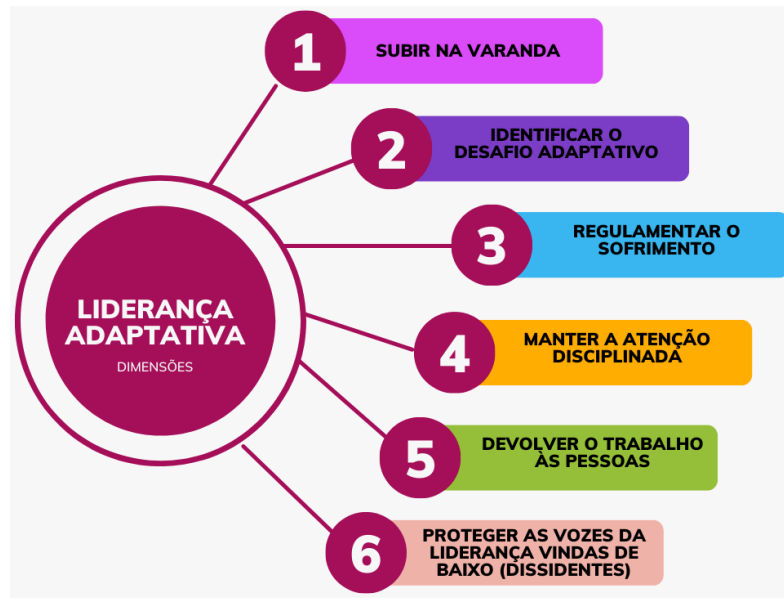 LIDERANÇA
ADAPTATIVA
DIMENSÕES
1
SUBIR NA VARANDA
2
IDENTIFICAR O
DESAFIO ADAPTATIVO
3
REGULAMENTAR O
SOFRIMENTO
4
MANTER A ATENÇÃO
DISCIPLINADA
5
DEVOLVER O TRABALHO
ÀS PESSOAS
6
PROTEGER AS VOZES DA
LIDERANÇA VINDAS DE
BAIXO (DISSIDENTES)